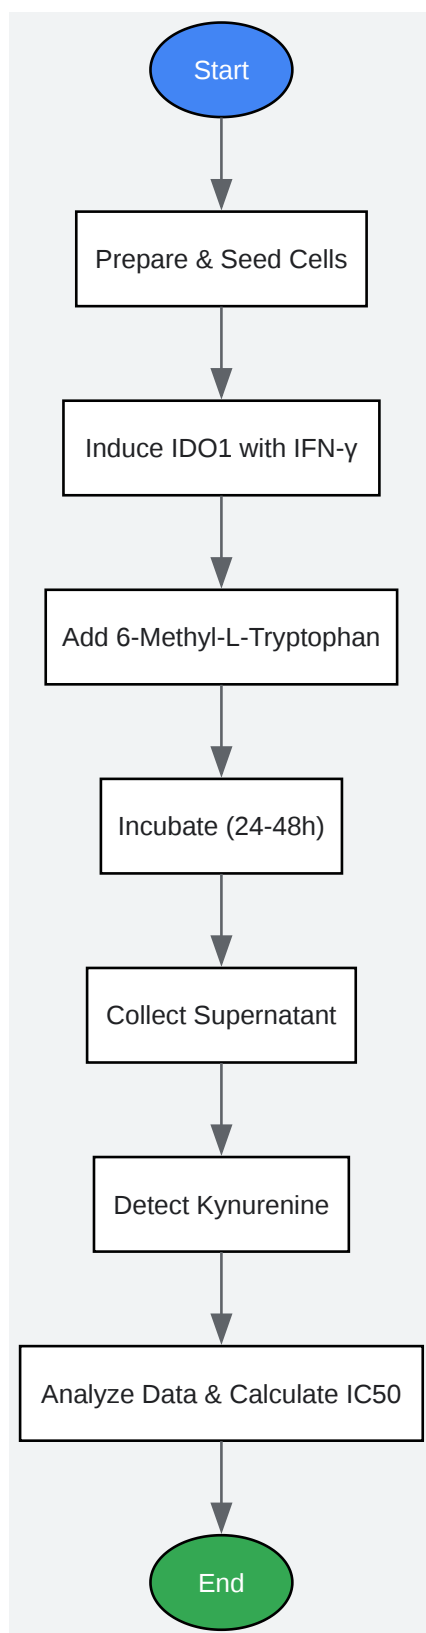 Start
Prepare & Seed Cells
Induce IDO1 with IFN-γ
Add 6-Methyl-L-Tryptophan
Incubate (24-48h)
Collect Supernatant
Detect Kynurenine
Analyze Data & Calculate IC50
End